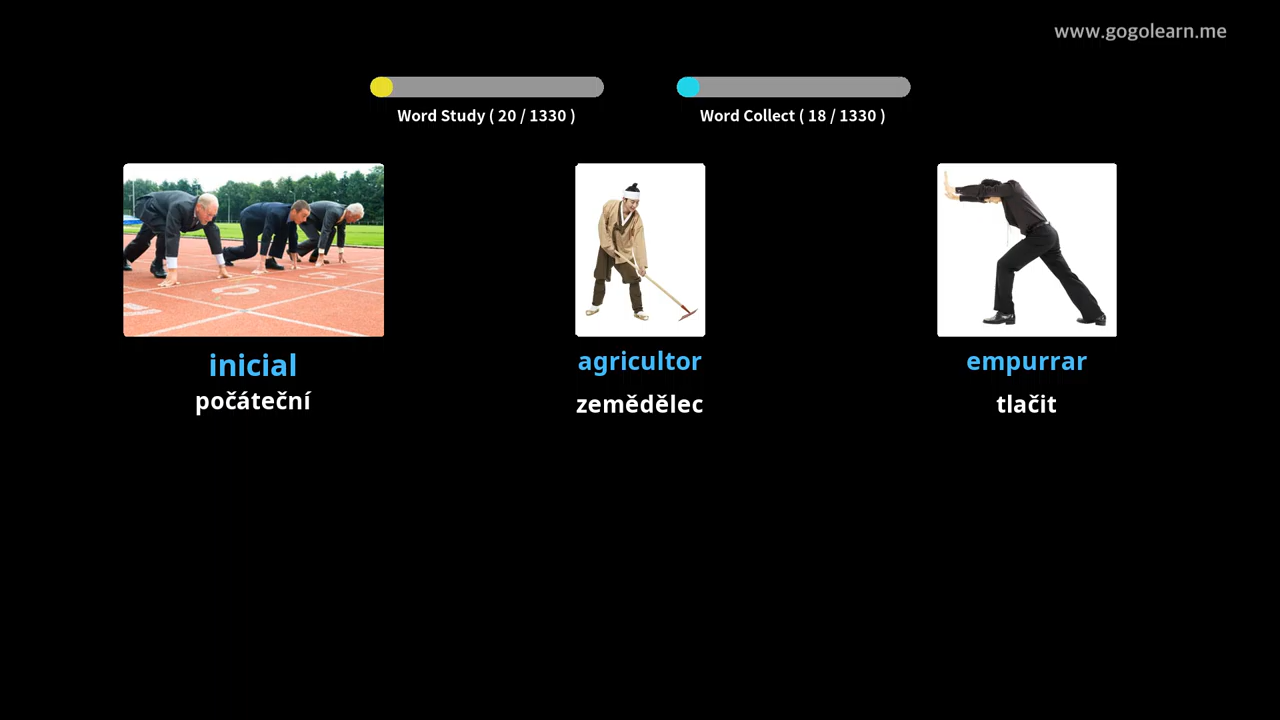 www.gogolearn.me
Word Study ( 20 / 1330 )
Word Collect ( 18 / 1330 )
inicial
počáteční
agricultor
zemědělec
empurrar
tlačit